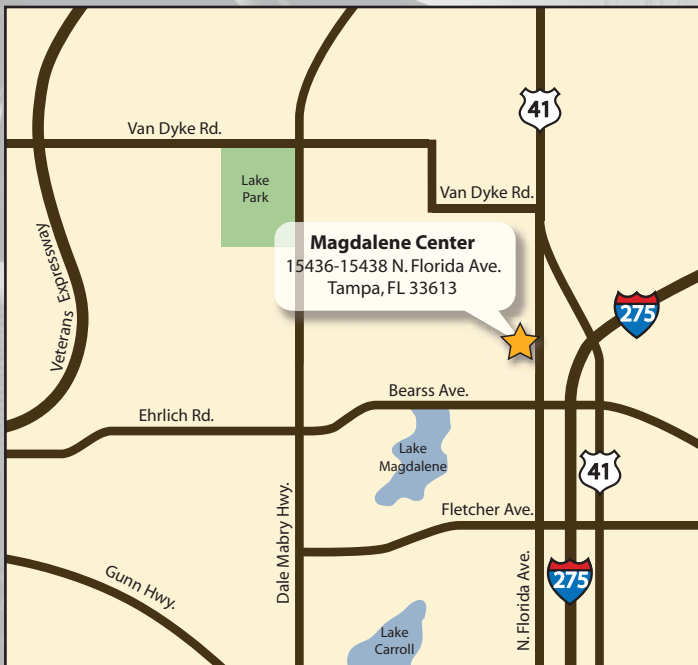 41
Van Dyke Rd.
Lake
Park
Van Dyke Rd.
Magdalene Center
15436-15438 N. Florida Ave.
Tampa, FL 33613
Veterans Expressway
275
Bearss Ave.
Ehrlich Rd.
Lake
Magdalene
41
Dale Mabry Hwy.
Fletcher Ave.
Gunn Hwy.
N. Florida Ave.
275
Lake
Carroll